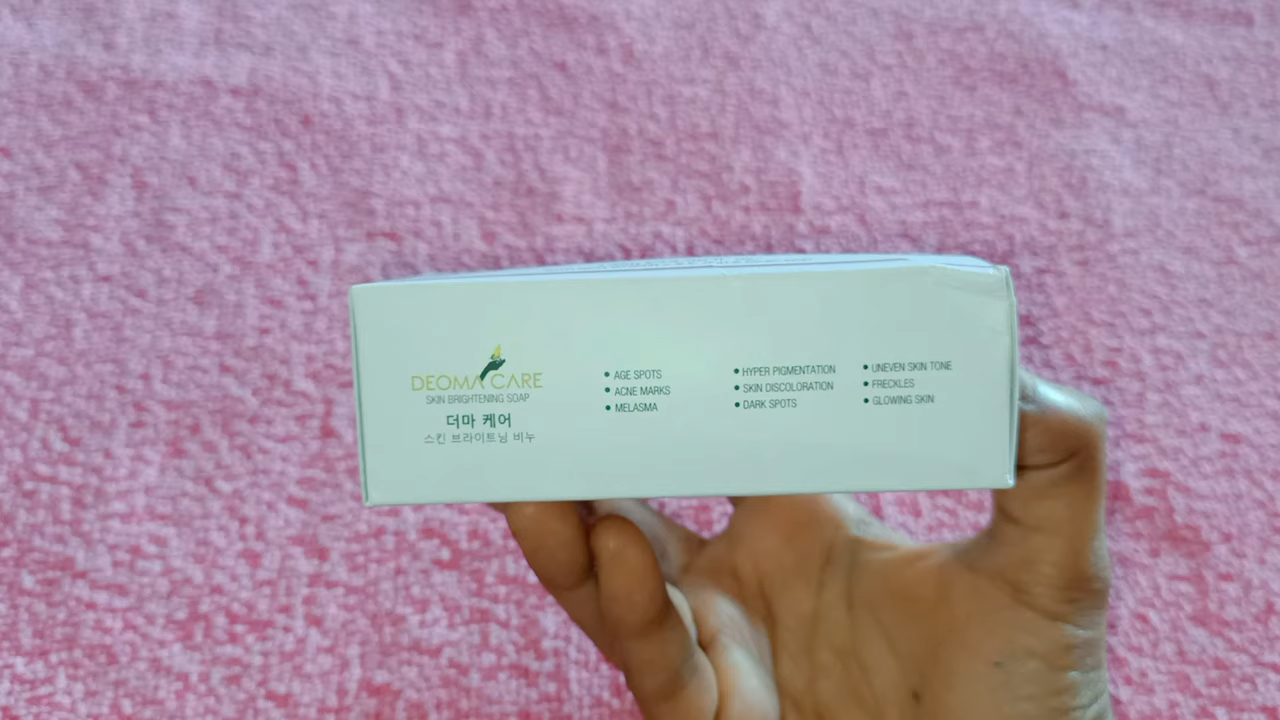 DEOMA CARE
SKIN BRIGHTENING SOAP
더마 케어
스킨 브라이트닝 비누
• AGE SPOTS
• ACNE MARKS
• MELASMA
• HYPER PIGMENTATION
• SKIN DISCOLORATION
• DARK SPOTS
• UNEVEN SKIN TONE
• FRECKLES
• GLOWING SKIN